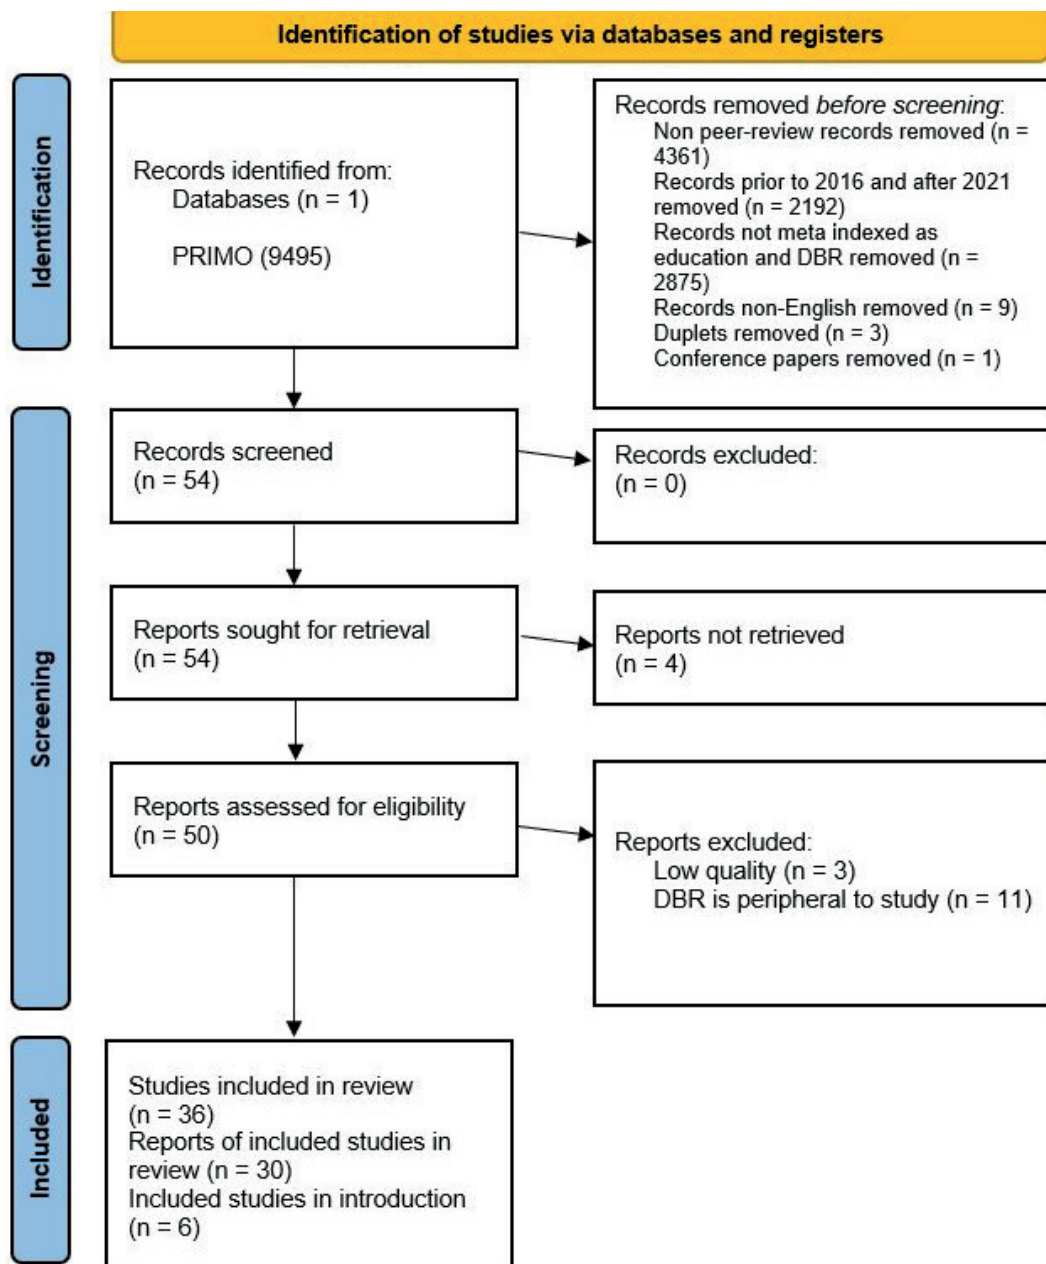 Identification of studies via databases and registers
Identification
Records identified from:
Databases (n = 1)
PRIMO (9495)
Records removed before screening:
Non peer-review records removed (n =
4361)
Records prior to 2016 and after 2021
removed (n = 2192)
Records not meta indexed as
education and DBR removed (n =
2875)
Records non-English removed (n = 9)
Duplets removed (n = 3)
Conference papers removed (n = 1)
Screening
Records screened
(n = 54)
Records excluded:
(n = 0)
Reports sought for retrieval
(n = 54)
Reports not retrieved
(n = 4)
Reports assessed for eligibility
(n = 50)
Reports excluded:
Low quality (n = 3)
DBR is peripheral to study (n = 11)
Included
Studies included in review
(n = 36)
Reports of included studies in
review (n = 30)
Included studies in introduction
(n = 6)